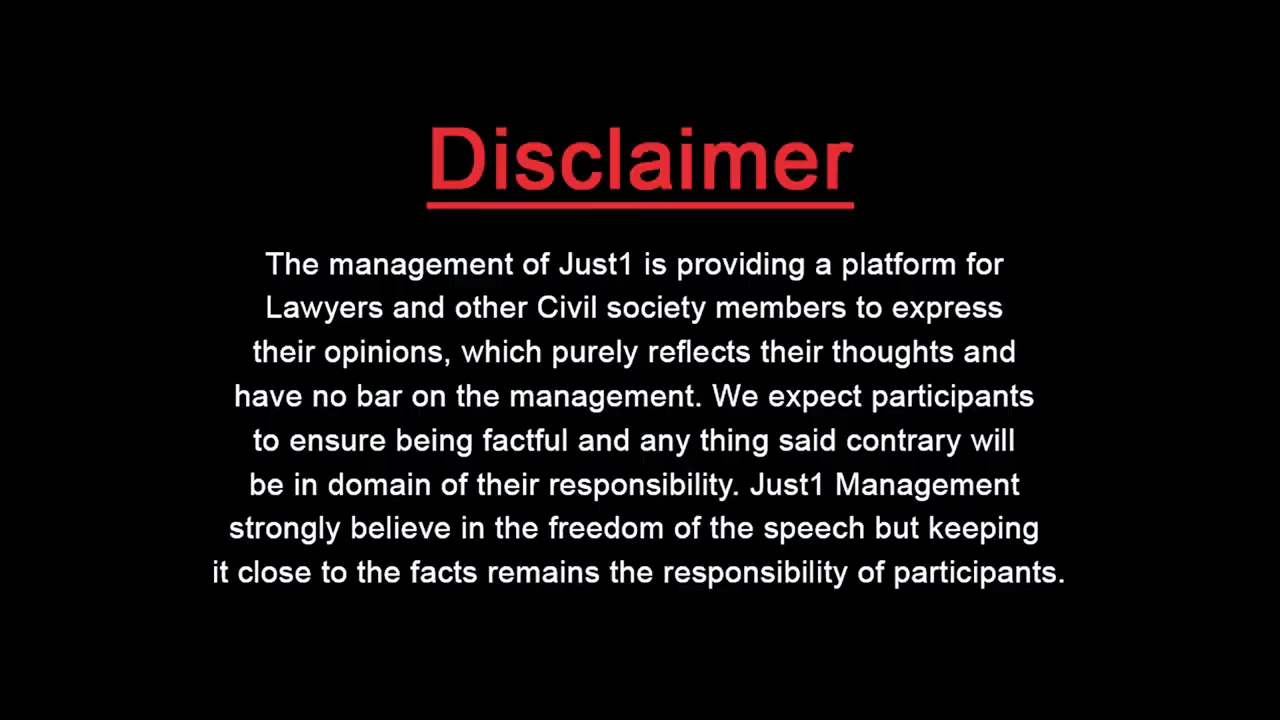 Disclaimer
The management of Just1 is providing a platform for
Lawyers and other Civil society members to express
their opinions, which purely reflects their thoughts and
have no bar on the management. We expect participants
to ensure being factful and any thing said contrary will
be in domain of their responsibility. Just1 Management
strongly believe in the freedom of the speech but keeping
it close to the facts remains the responsibility of participants.